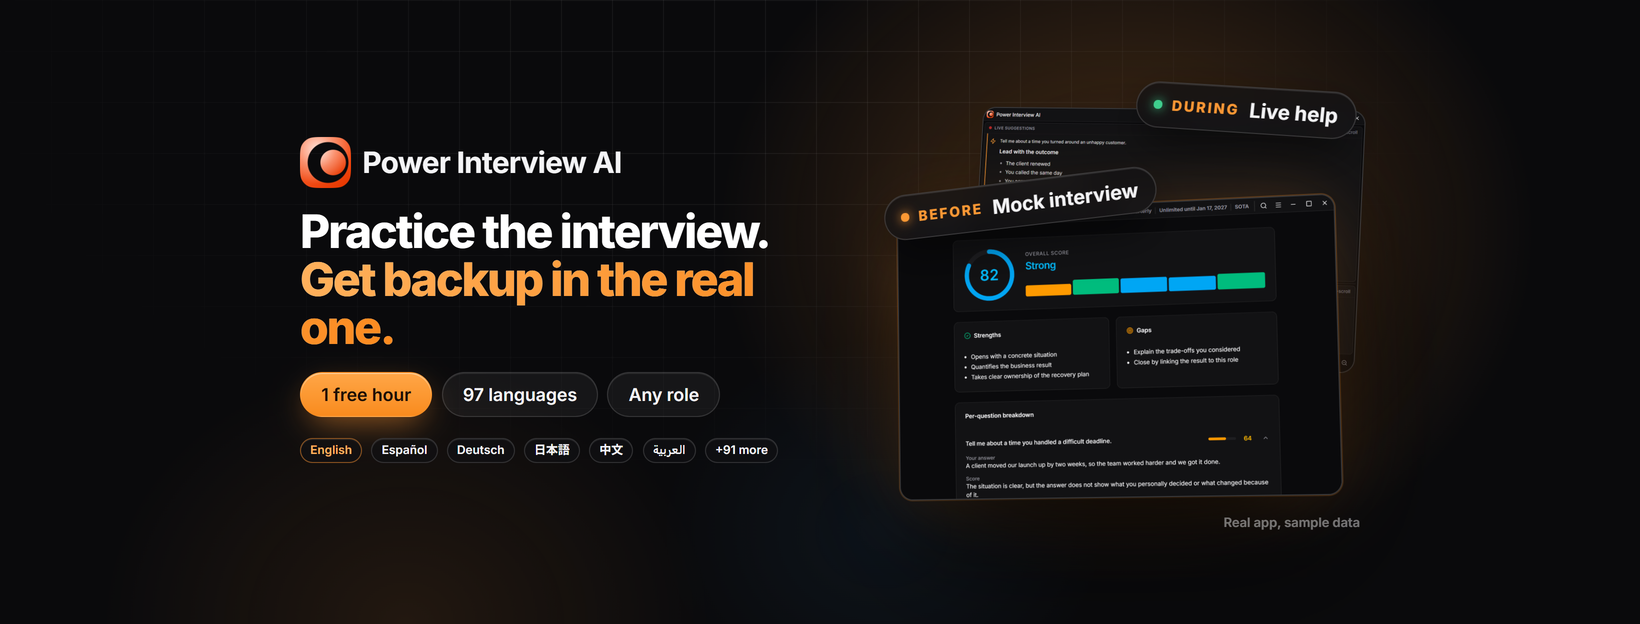 Power Interview AI
Practice the interview.
Get backup in the real
one.
1 free hour
97 languages
Any role
English
Español
Deutsch
日本語
中文
العربية
+91 more
DURING Live help
Power Interview AI
LIVE SUGGESTIONS
Tell me about a time you turned around an unhappy customer.
Lead with the outcome
The client renewed
You called the same day
BEFORE Mock interview
Unlimited until Jan 17, 2027
SOTA
82
OVERALL SCORE
Strong
Strengths
Opens with a concrete situation
Quantifies the business result
Takes clear ownership of the recovery plan
Gaps
Explain the trade-offs you considered
Close by linking the result to this role
Per-question breakdown
Tell me about a time you handled a difficult deadline.
64
Your answer
A client moved our launch up by two weeks, so the team worked harder and we got it done.
Score
The situation is clear, but the answer does not show what you personally decided or what changed because
of it.
Real app, sample data